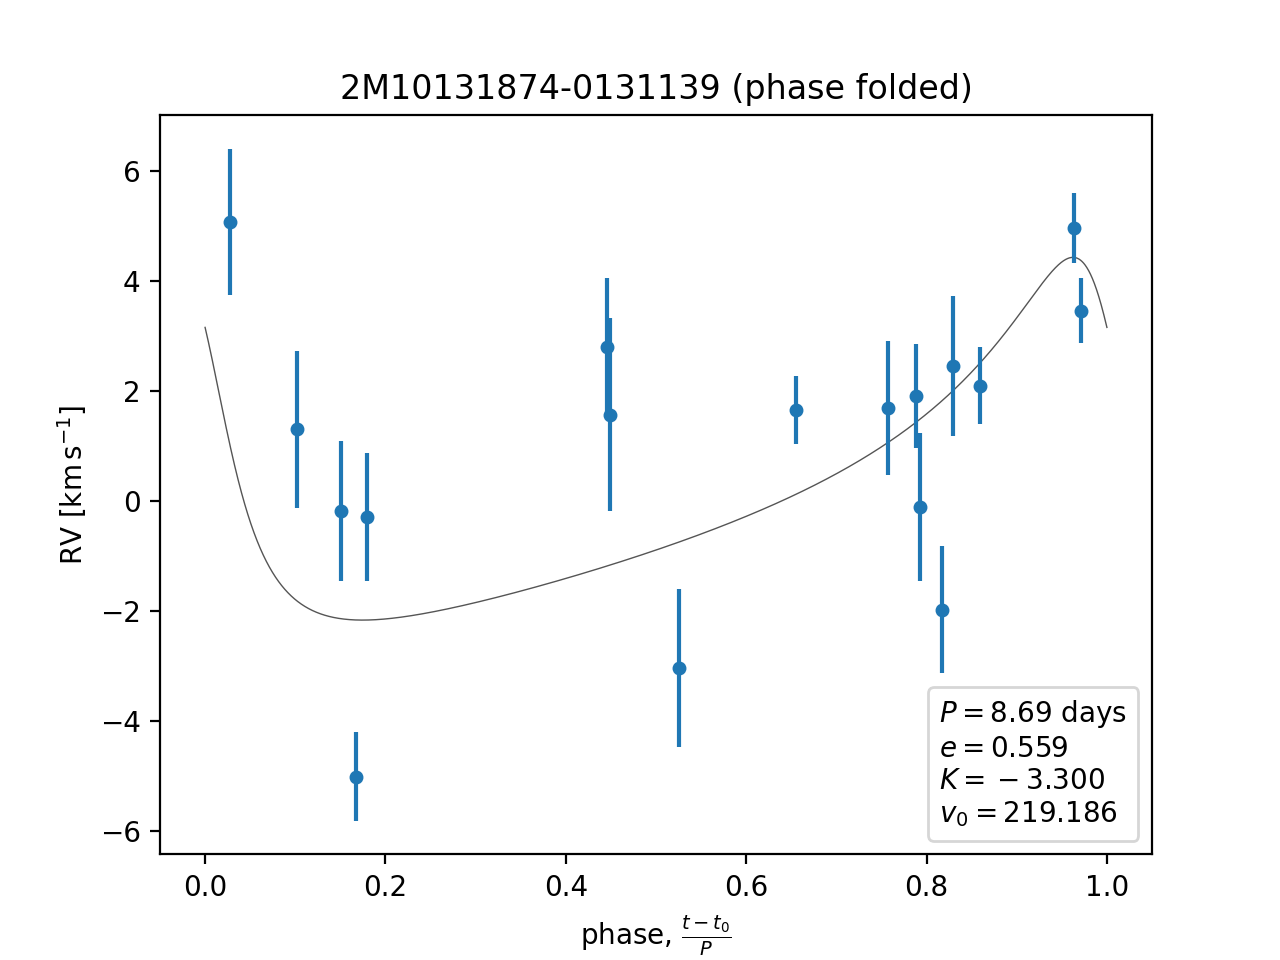 2M10131874-0131139 (phase folded)
6
4
2
0
−2
−4
−6
RV [km s⁻¹]
P = 8.69 days
e = 0.559
K = − 3.300
v₀ = 219.186
0.0 0.2 0.4 0.6 0.8 1.0
phase, (t − t₀)/P